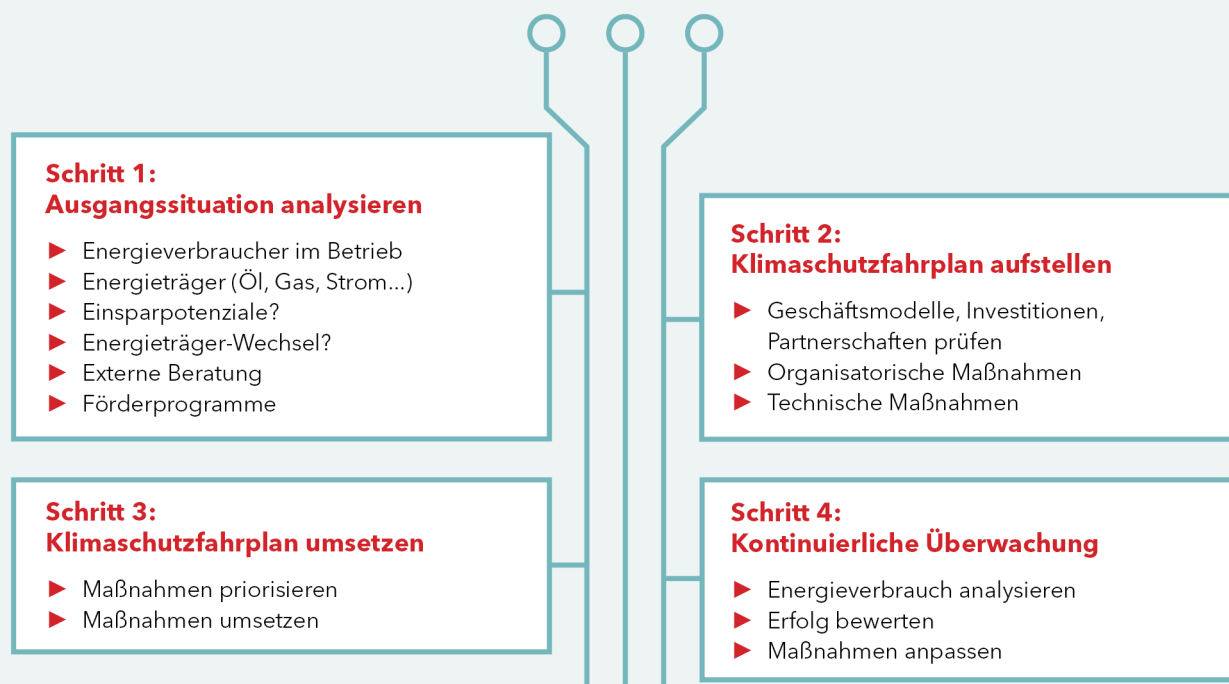 Schritt 1:
Ausgangssituation analysieren
► Energieverbraucher im Betrieb
► Energieträger (Öl, Gas, Strom...)
► Einsparpotenziale?
► Energieträger-Wechsel?
► Externe Beratung
► Förderprogramme
Schritt 2:
Klimaschutzfahrplan aufstellen
► Geschäftsmodelle, Investitionen,
Partnerschaften prüfen
► Organisatorische Maßnahmen
► Technische Maßnahmen
Schritt 3:
Klimaschutzfahrplan umsetzen
► Maßnahmen priorisieren
► Maßnahmen umsetzen
Schritt 4:
Kontinuierliche Überwachung
► Energieverbrauch analysieren
► Erfolg bewerten
► Maßnahmen anpassen